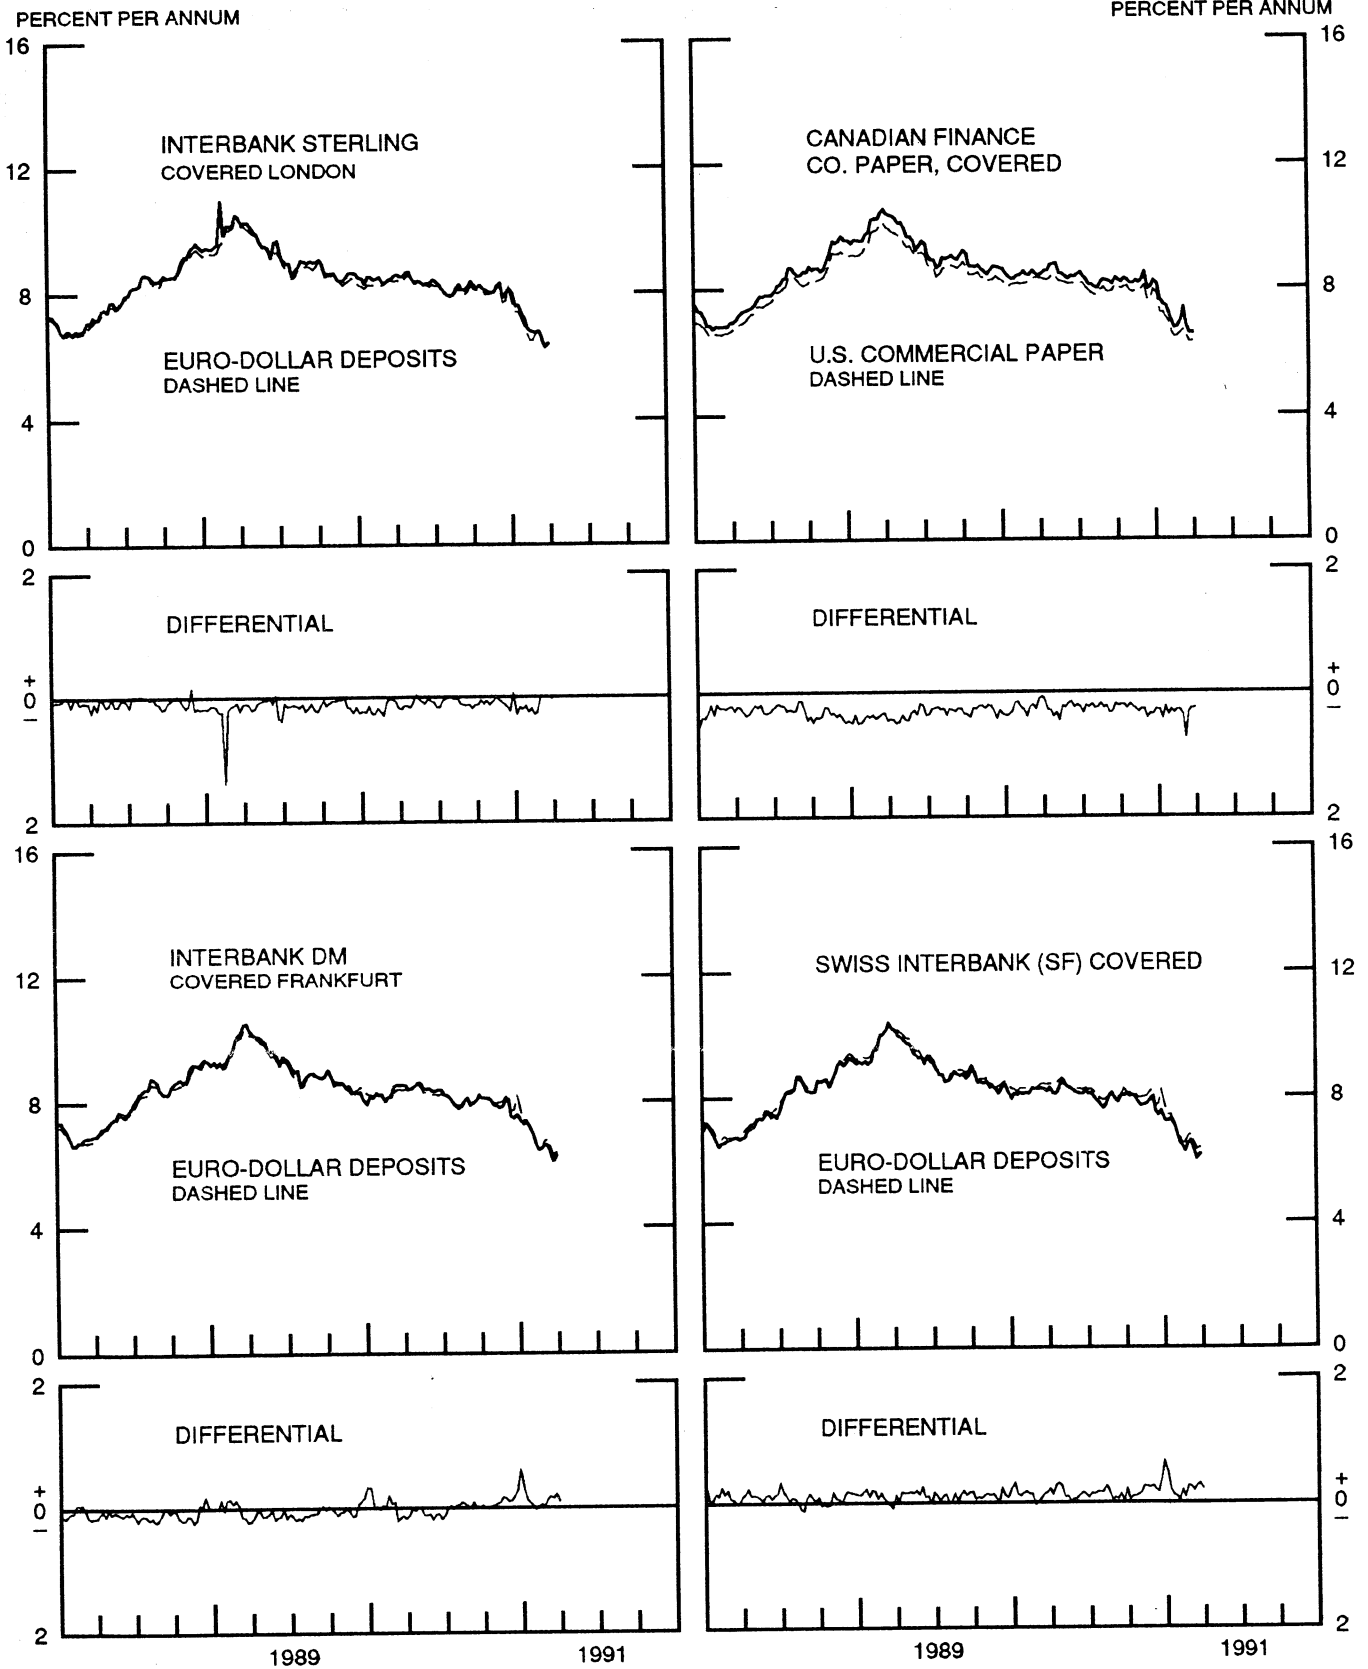 PERCENT PER ANNUM
PERCENT PER ANNUM
16
16
INTERBANK STERLING
COVERED LONDON
CANADIAN FINANCE
CO. PAPER, COVERED
12
12
8
8
EURO-DOLLAR DEPOSITS
DASHED LINE
U.S. COMMERCIAL PAPER
DASHED LINE
4
4
0
0
2
2
DIFFERENTIAL
DIFFERENTIAL
+
+
0
0
–
–
2
2
16
16
INTERBANK DM
COVERED FRANKFURT
SWISS INTERBANK (SF) COVERED
12
12
8
8
EURO-DOLLAR DEPOSITS
DASHED LINE
EURO-DOLLAR DEPOSITS
DASHED LINE
4
4
0
0
2
2
DIFFERENTIAL
DIFFERENTIAL
+
+
0
0
–
–
2
2
1989
1991
1989
1991